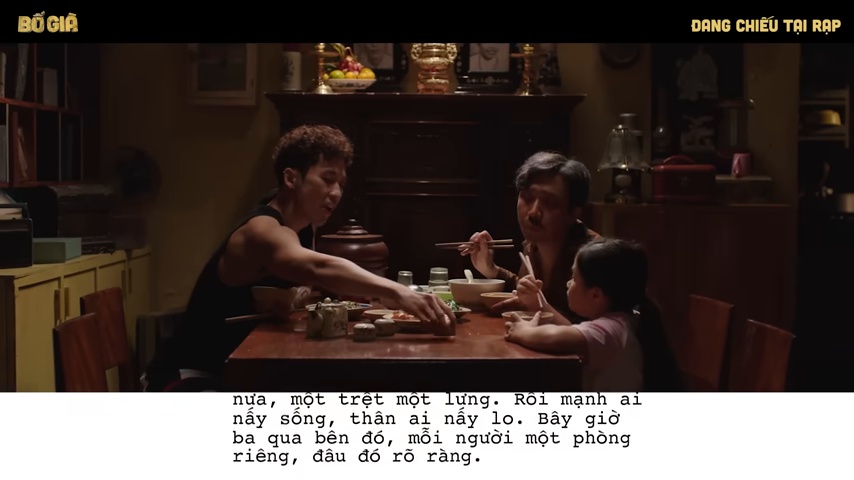 BỐ GIÀ
ĐANG CHIẾU TẠI RẠP
nữa, một trệt một lửng. Rồi mạnh ai
nấy sống, thân ai nấy lo. Bây giờ
ba qua bên đó, mỗi người một phòng
riêng, đâu đó rõ ràng.